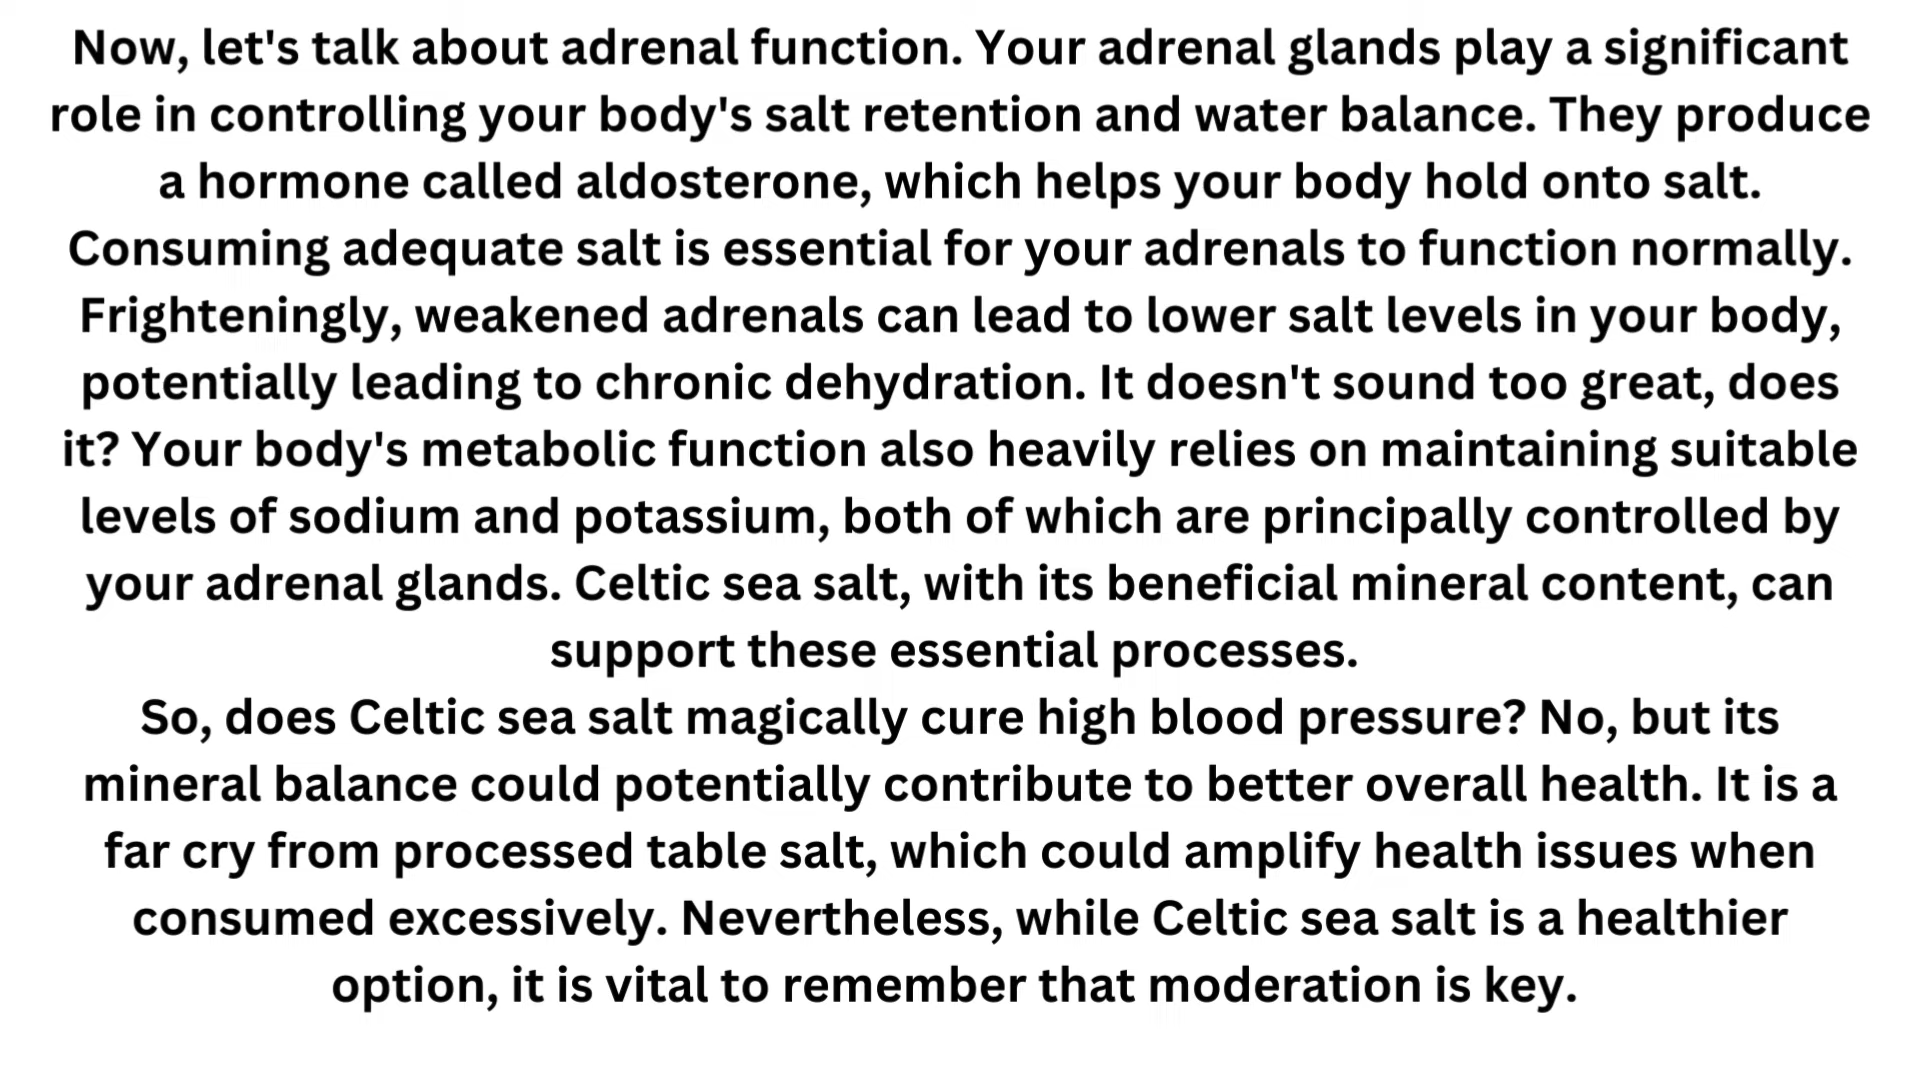 Now, let's talk about adrenal function. Your adrenal glands play a significant
role in controlling your body's salt retention and water balance. They produce
a hormone called aldosterone, which helps your body hold onto salt.
Consuming adequate salt is essential for your adrenals to function normally.
Frighteningly, weakened adrenals can lead to lower salt levels in your body,
potentially leading to chronic dehydration. It doesn't sound too great, does
it? Your body's metabolic function also heavily relies on maintaining suitable
levels of sodium and potassium, both of which are principally controlled by
your adrenal glands. Celtic sea salt, with its beneficial mineral content, can
support these essential processes.
So, does Celtic sea salt magically cure high blood pressure? No, but its
mineral balance could potentially contribute to better overall health. It is a
far cry from processed table salt, which could amplify health issues when
consumed excessively. Nevertheless, while Celtic sea salt is a healthier
option, it is vital to remember that moderation is key.